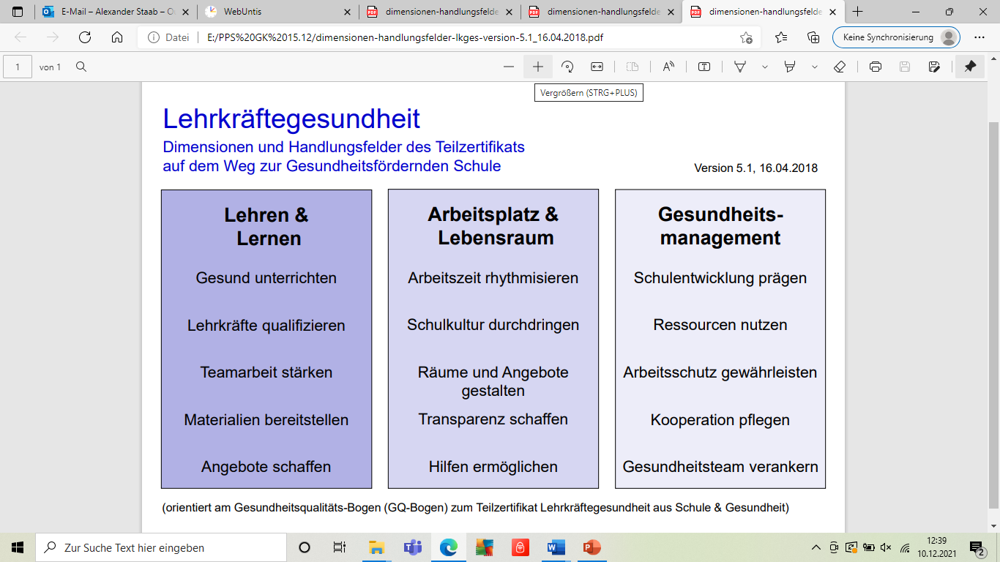 E-Mail – Alexander Staab – Ou
WebUntis
dimensionen-handlungsfelde
dimensionen-handlungsfelde
dimensionen-handlungsfelde
Datei
E:/PPS%20GK%2015.12/dimensionen-handlungsfelder-lkges-version-5.1_16.04.2018.pdf
Keine Synchronisierung
1 von 1
Vergrößern (STRG+PLUS)
Lehrkräftegesundheit
Dimensionen und Handlungsfelder des Teilzertifikats
auf dem Weg zur Gesundheitsfördernden Schule
Version 5.1, 16.04.2018
Lehren &
Lernen
Gesund unterrichten
Lehrkräfte qualifizieren
Teamarbeit stärken
Materialien bereitstellen
Angebote schaffen
Arbeitsplatz &
Lebensraum
Arbeitszeit rhythmisieren
Schulkultur durchdringen
Räume und Angebote
gestalten
Transparenz schaffen
Hilfen ermöglichen
Gesundheits-
management
Schulentwicklung prägen
Ressourcen nutzen
Arbeitsschutz gewährleisten
Kooperation pflegen
Gesundheitsteam verankern
(orientiert am Gesundheitsqualitäts-Bogen (GQ-Bogen) zum Teilzertifikat Lehrkräftegesundheit aus Schule & Gesundheit)
Zur Suche Text hier eingeben
12:39
10.12.2021
2